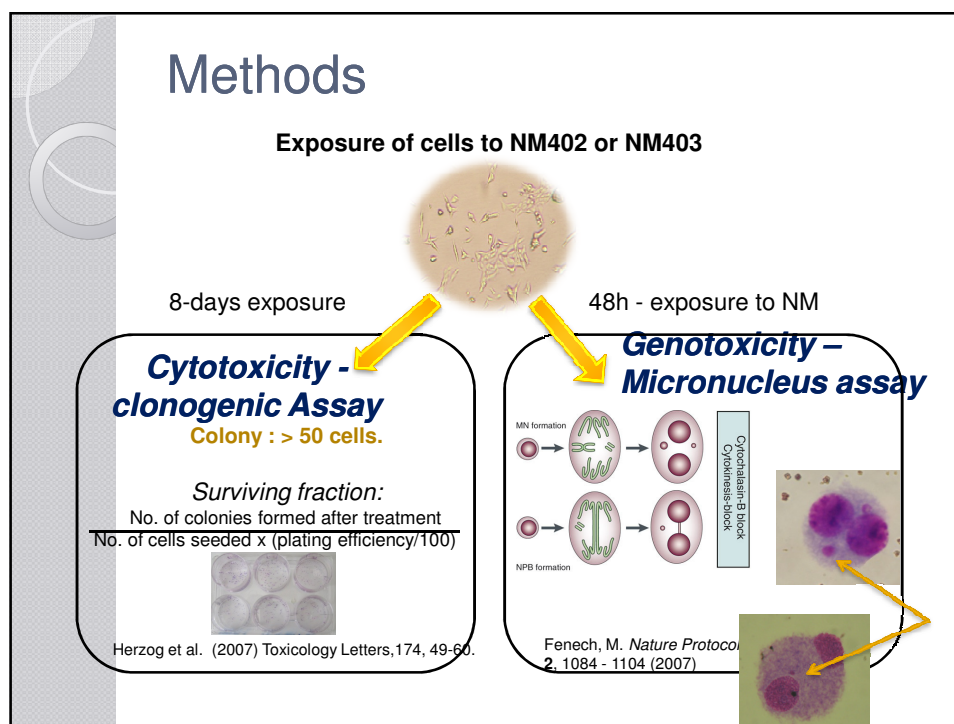 Methods
Exposure of cells to NM402 or NM403
8-days exposure
48h - exposure to NM
Cytotoxicity -
clonogenic Assay
Colony : > 50 cells.
Surviving fraction:
No. of colonies formed after treatment
No. of cells seeded x (plating efficiency/100)
Herzog et al. (2007) Toxicology Letters,174, 49-60.
Genotoxicity –
Micronucleus assay
MN formation
NPB formation
Cytochalasin-B block
Cytokinesis-block
Fenech, M. Nature Protocol
2, 1084 - 1104 (2007)